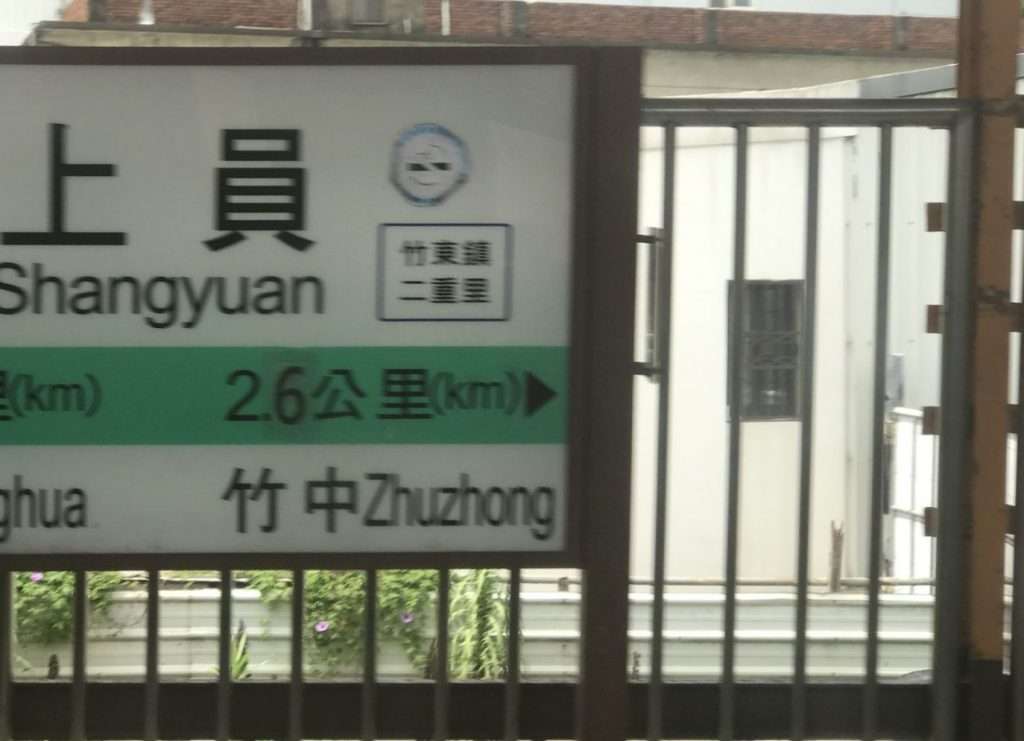 上員
Shangyuan
竹東鎮
二重里
(km) 2.6公里(km)
ghua 竹中Zhuzhong